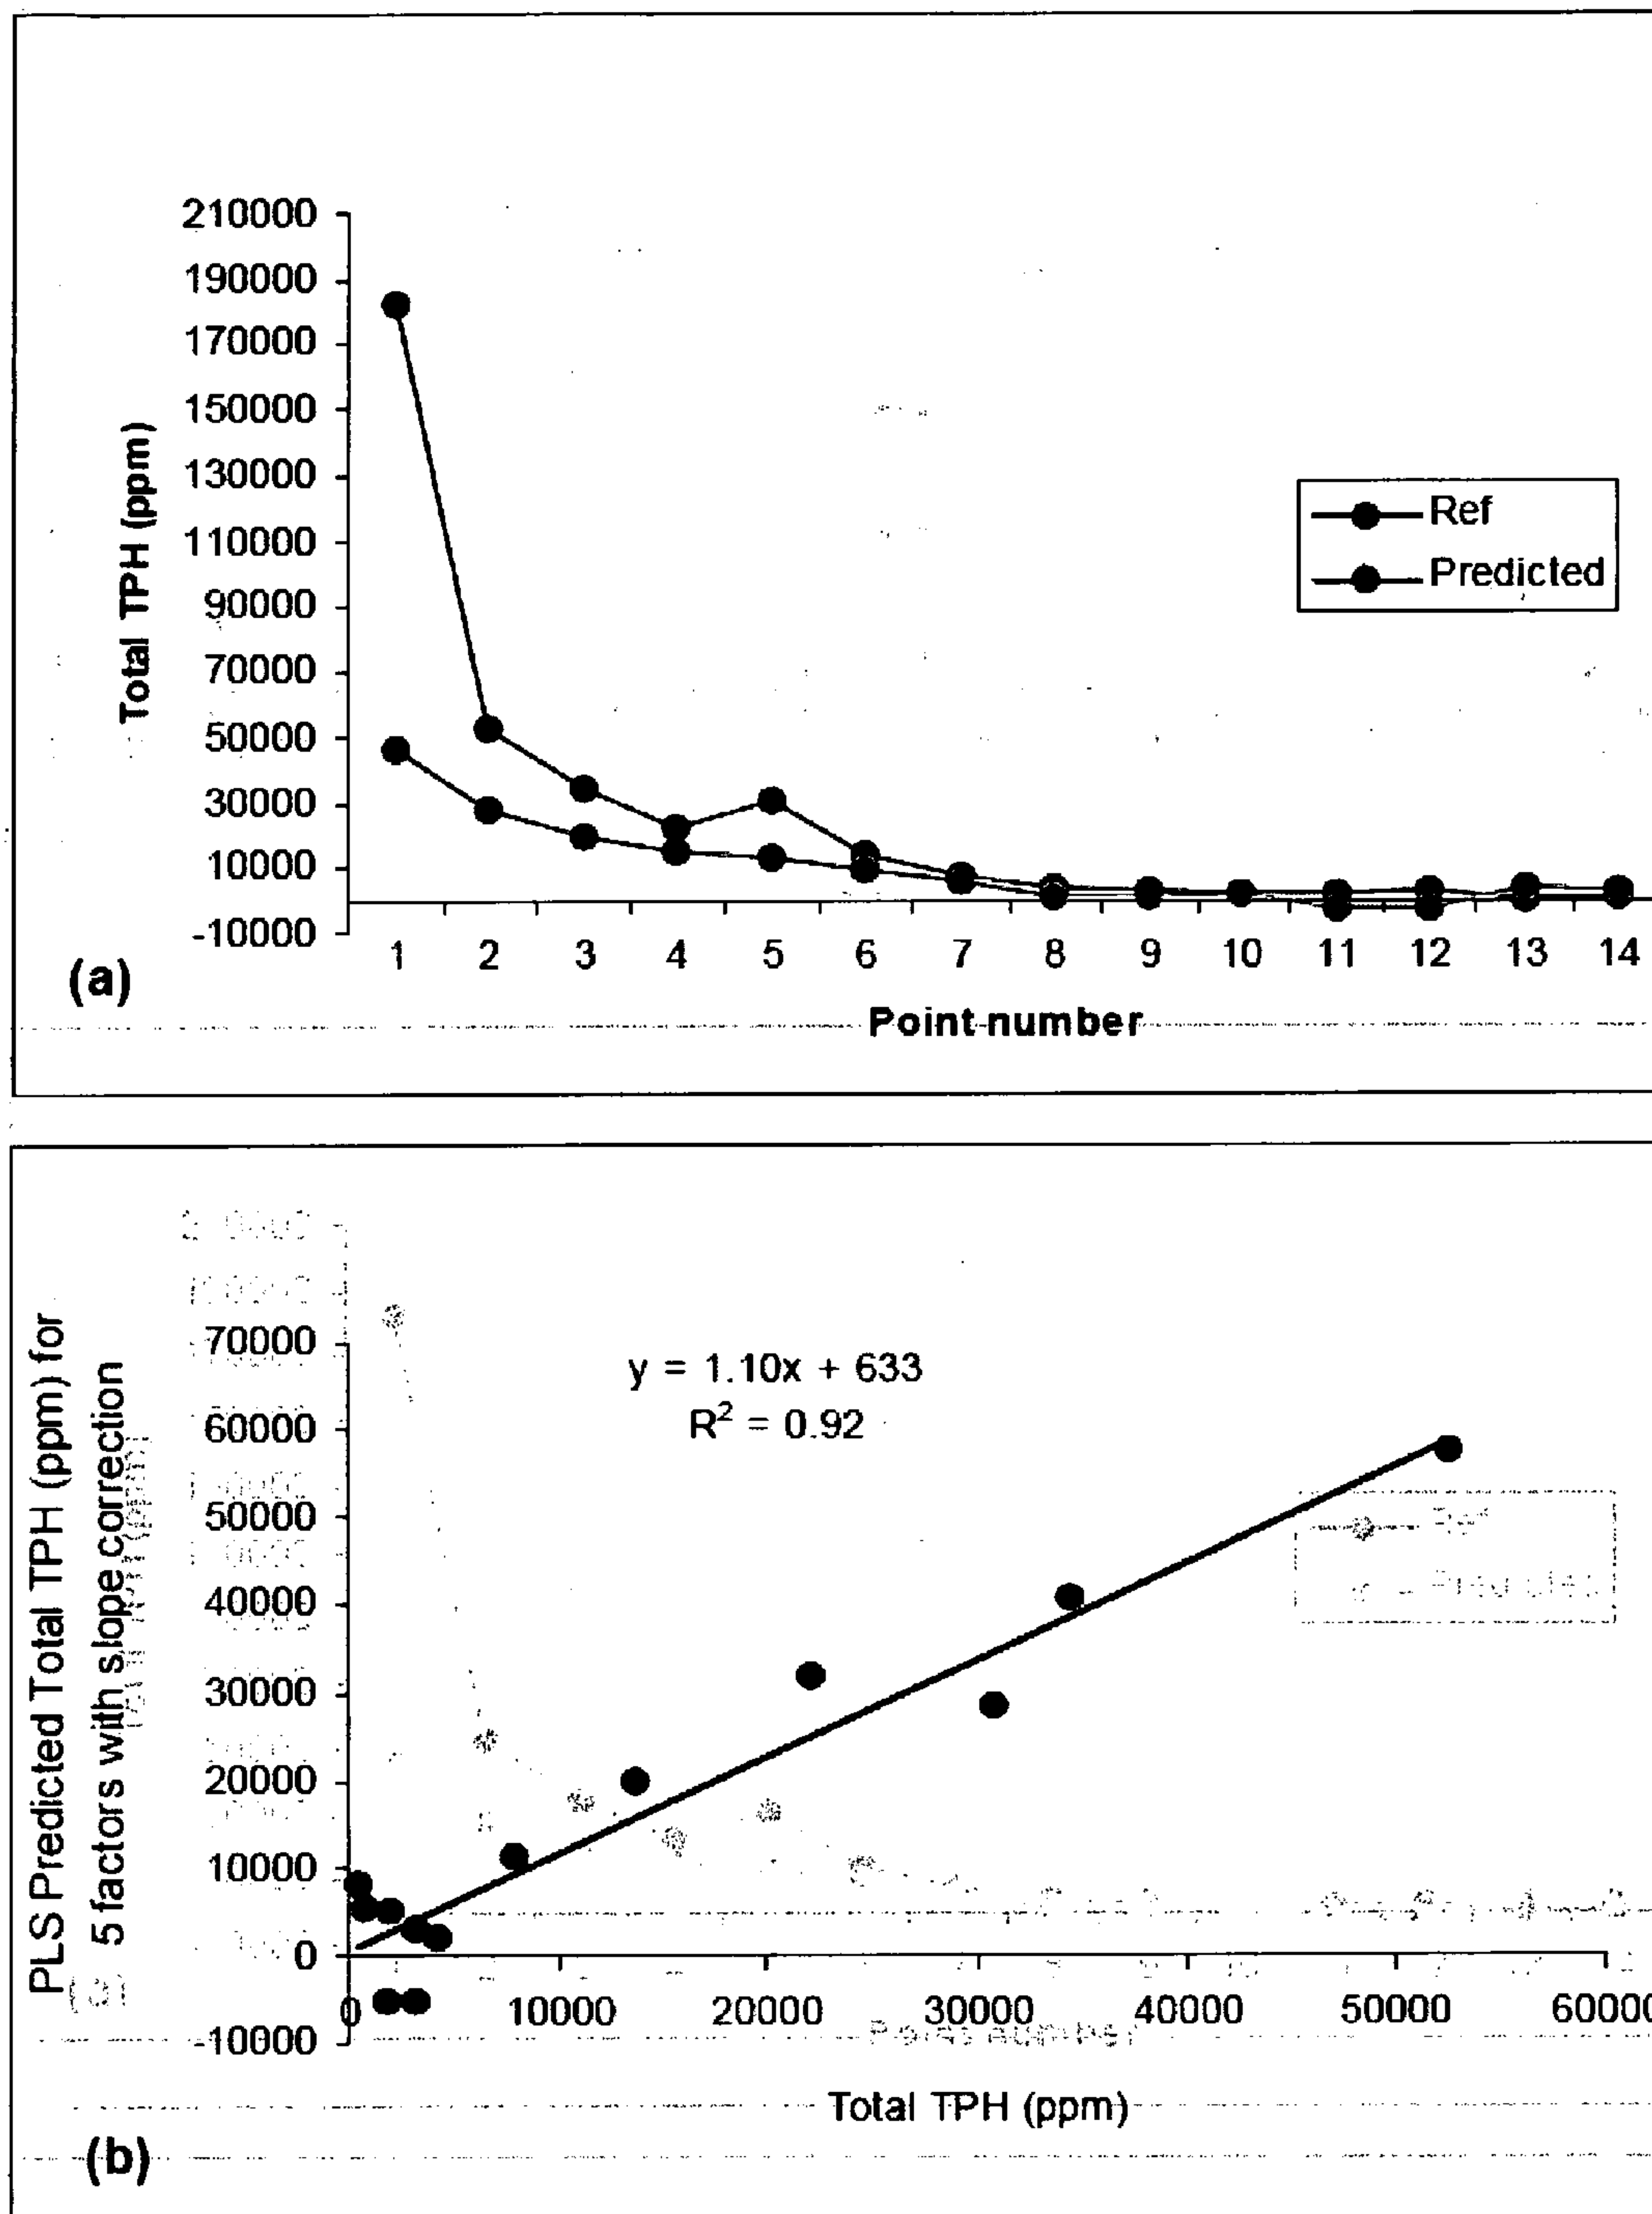 210000
190000
170000
150000
130000
110000
90000
70000
50000
30000
10000
-10000
Total TPH (ppm)
Ref
Predicted
1 2 3 4 5 6 7 8 9 10 11 12 13 14
(a)
Point number
PLS Predicted Total TPH (ppm) for
5 factors with slope correction
y = 1.10x + 633
R² = 0.92
70000
60000
50000
40000
30000
20000
10000
0
-10000
0 10000 20000 30000 40000 50000 60000
Total TPH (ppm)
(b)